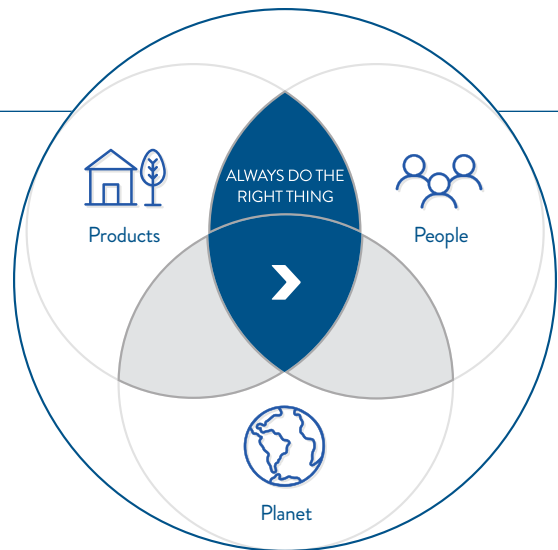 ALWAYS DO THE
RIGHT THING
Products
People
Planet